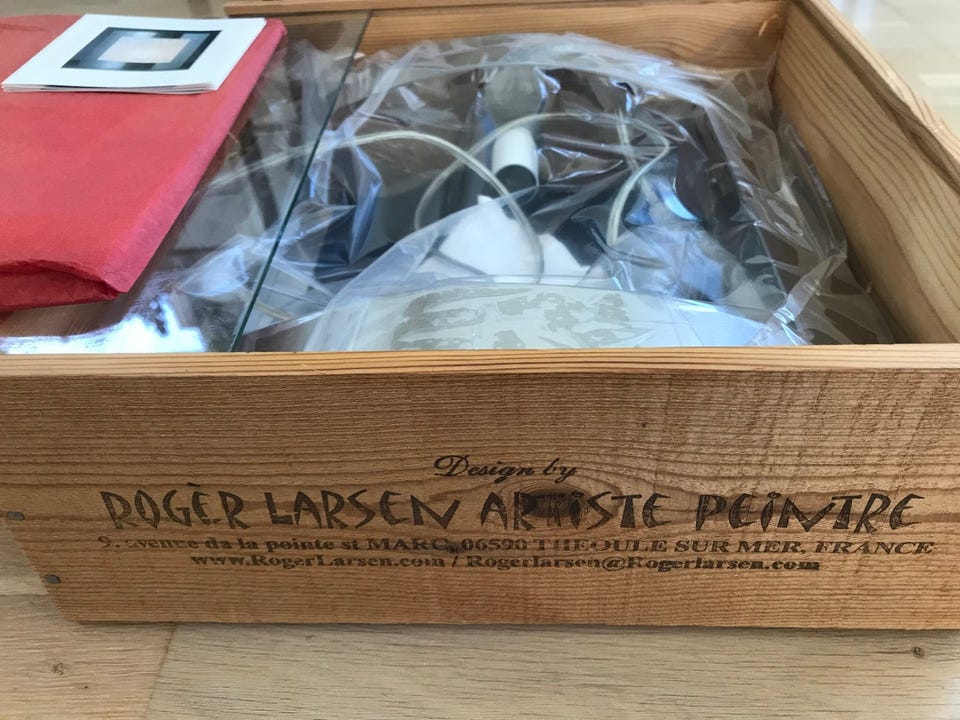 Design by
ROGÈR LARSEN ARTiSTE PEiNTRE
9. avenue da la pointe st MARC, 06590 THEOULE SUR MER, FRANCE
www.RogerLarsen.com / Rogerlarsen@Rogerlarsen.com